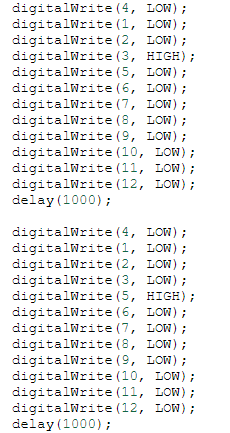 digitalWrite(4, LOW);
digitalWrite(1, LOW);
digitalWrite(2, LOW);
digitalWrite(3, HIGH);
digitalWrite(5, LOW);
digitalWrite(6, LOW);
digitalWrite(7, LOW);
digitalWrite(8, LOW);
digitalWrite(9, LOW);
digitalWrite(10, LOW);
digitalWrite(11, LOW);
digitalWrite(12, LOW);
delay(1000);

digitalWrite(4, LOW);
digitalWrite(1, LOW);
digitalWrite(2, LOW);
digitalWrite(3, LOW);
digitalWrite(5, HIGH);
digitalWrite(6, LOW);
digitalWrite(7, LOW);
digitalWrite(8, LOW);
digitalWrite(9, LOW);
digitalWrite(10, LOW);
digitalWrite(11, LOW);
digitalWrite(12, LOW);
delay(1000);